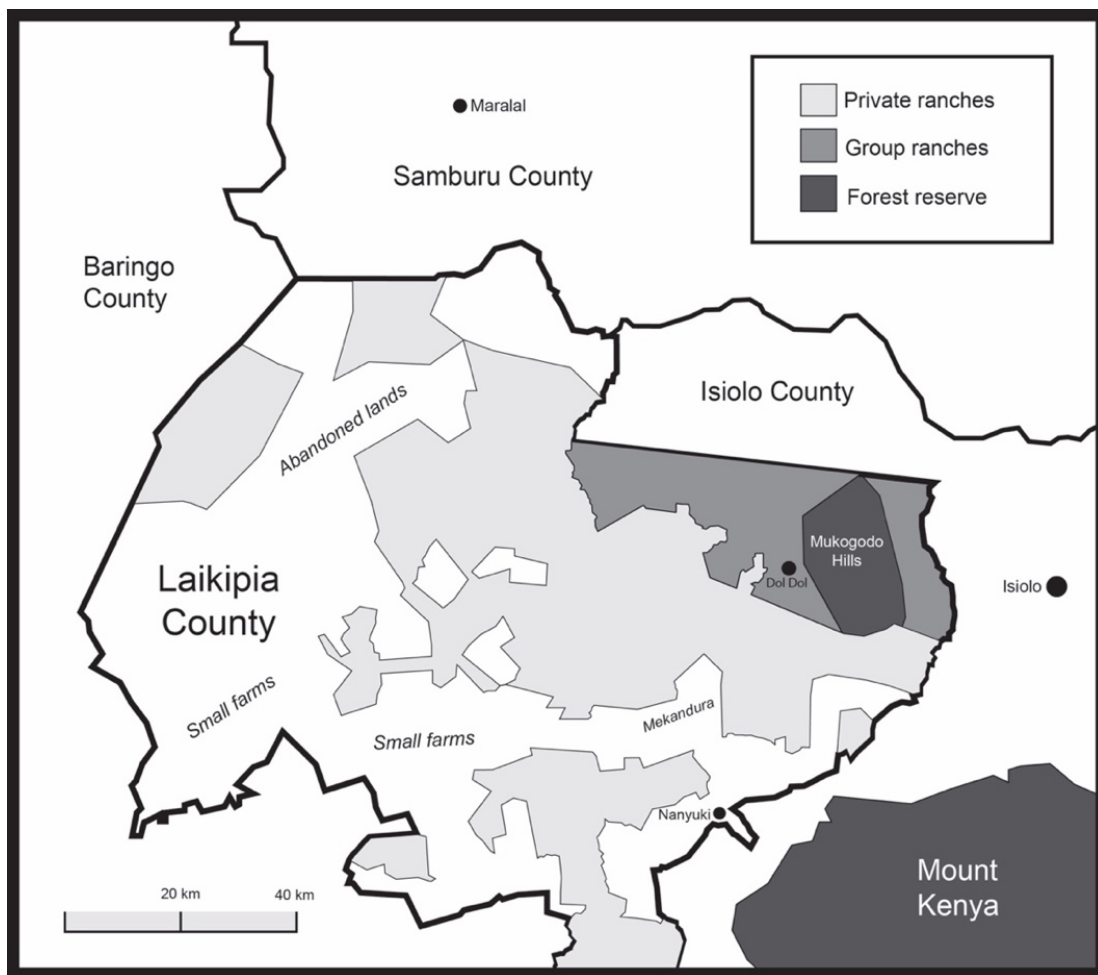 Maralal
Samburu County
Private ranches
Group ranches
Forest reserve
Baringo
County
Isiolo County
Abandoned lands
Mukogodo
Hills
Dol Dol
Isiolo
Laikipia
County
Small farms
Small farms
Mekandura
Nanyuki
Mount
Kenya
20 km
40 km